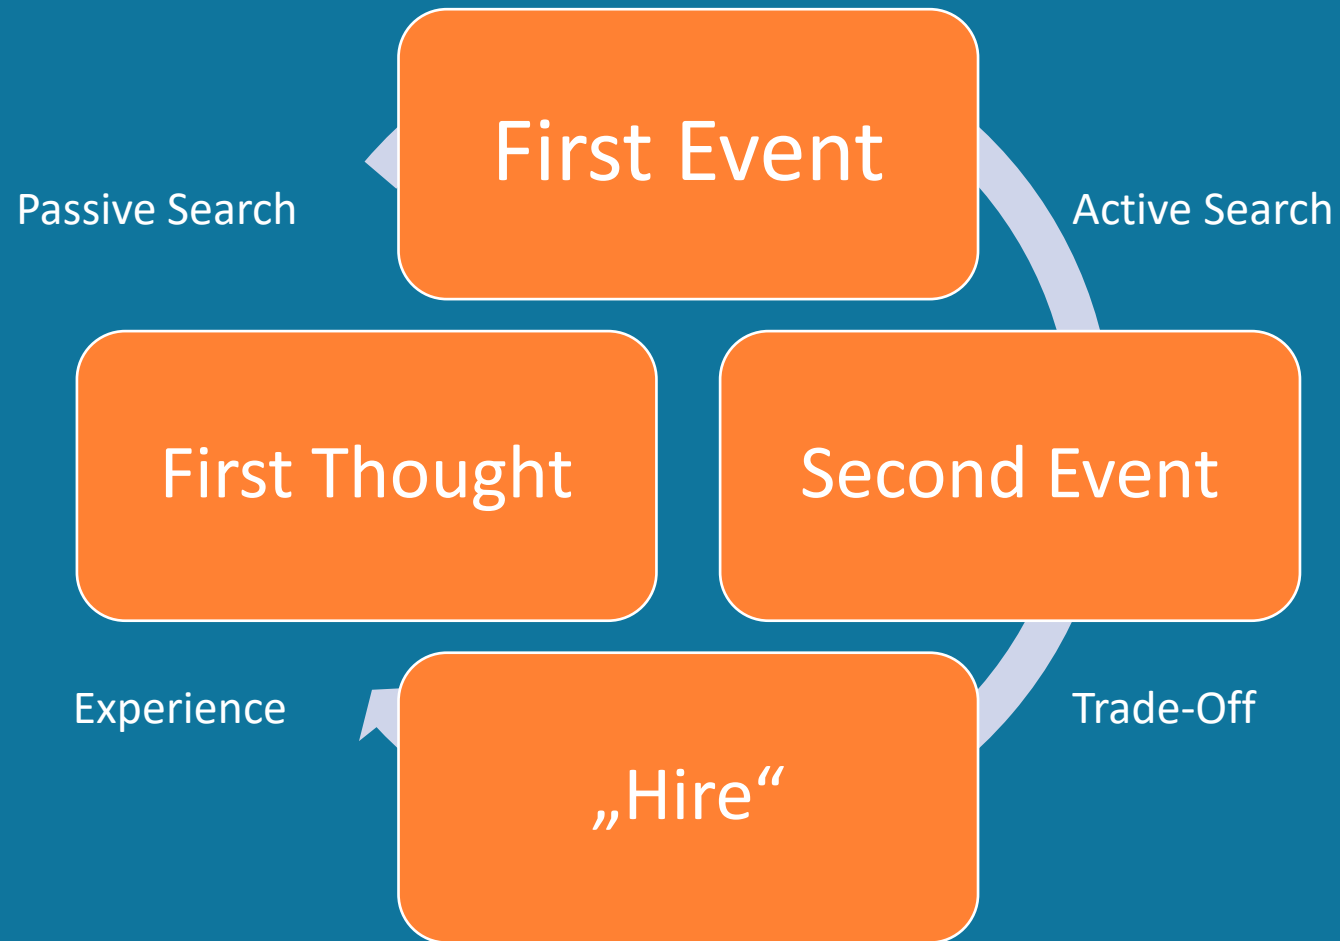 First Event
Passive Search
Active Search
First Thought
Second Event
Experience
Trade-Off
„Hire“